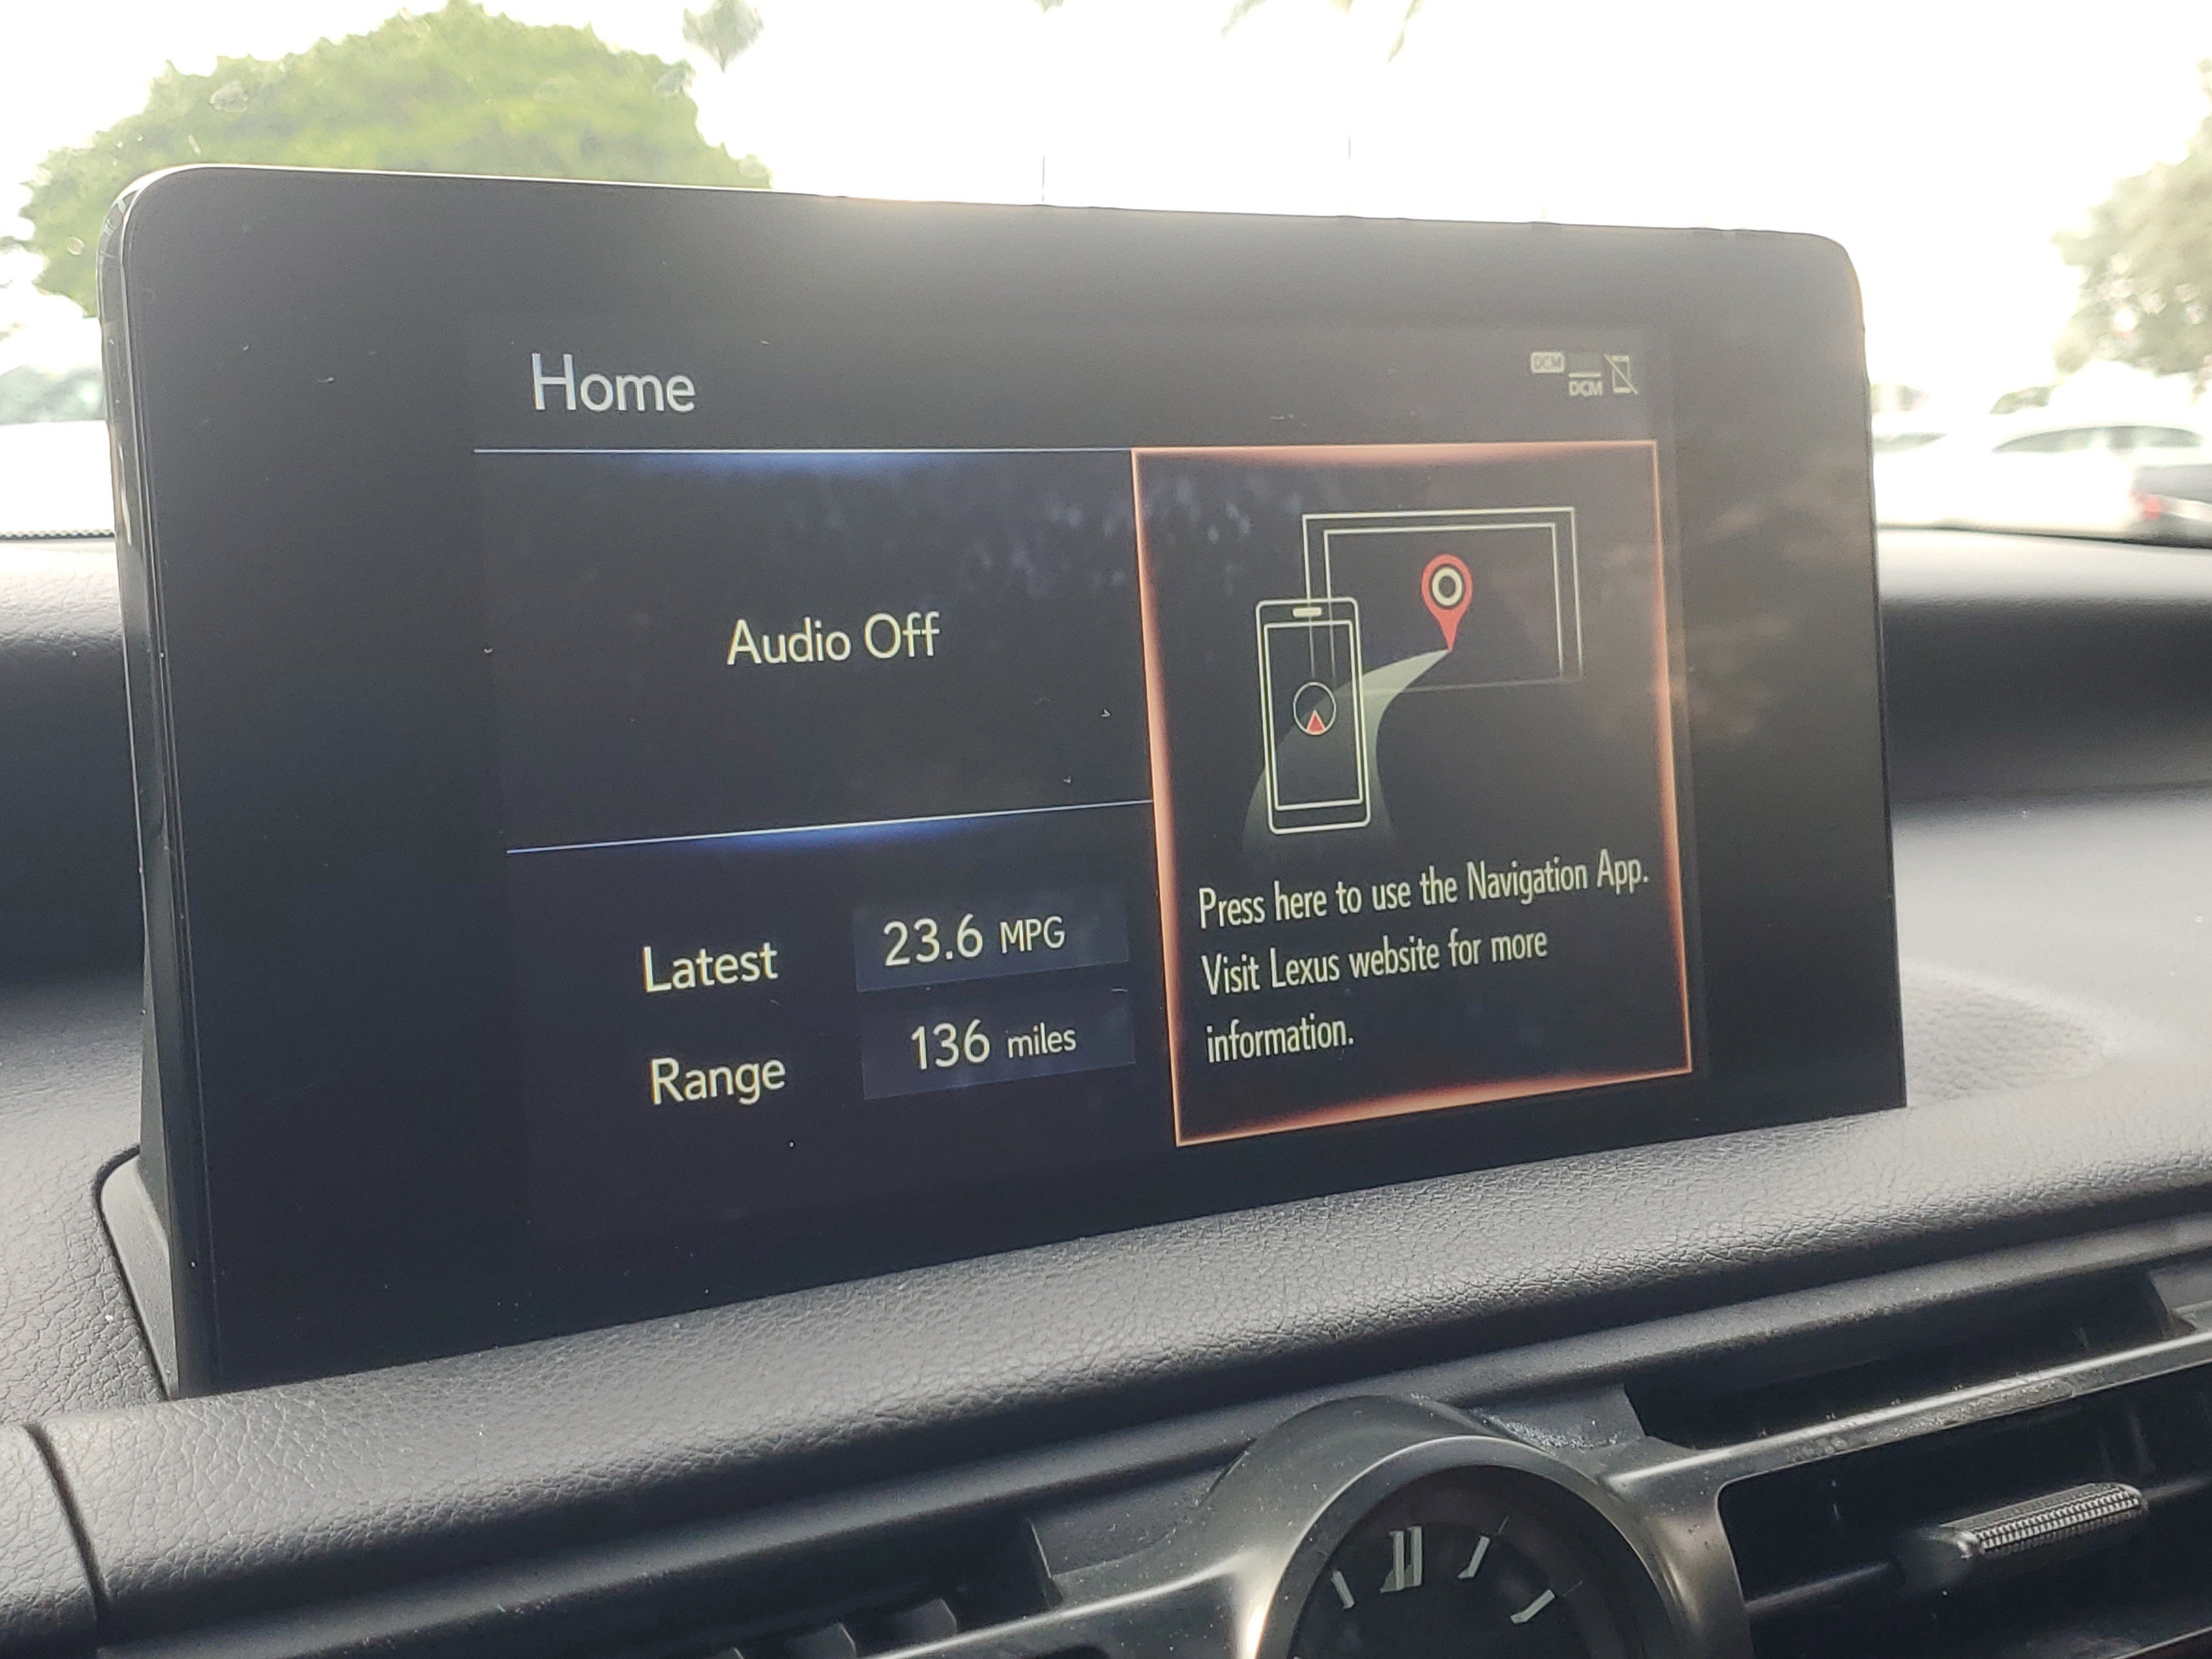 Home
DCM
DCM
Audio Off
Latest 23.6 MPG
Range 136 miles
Press here to use the Navigation App.
Visit Lexus website for more
information.